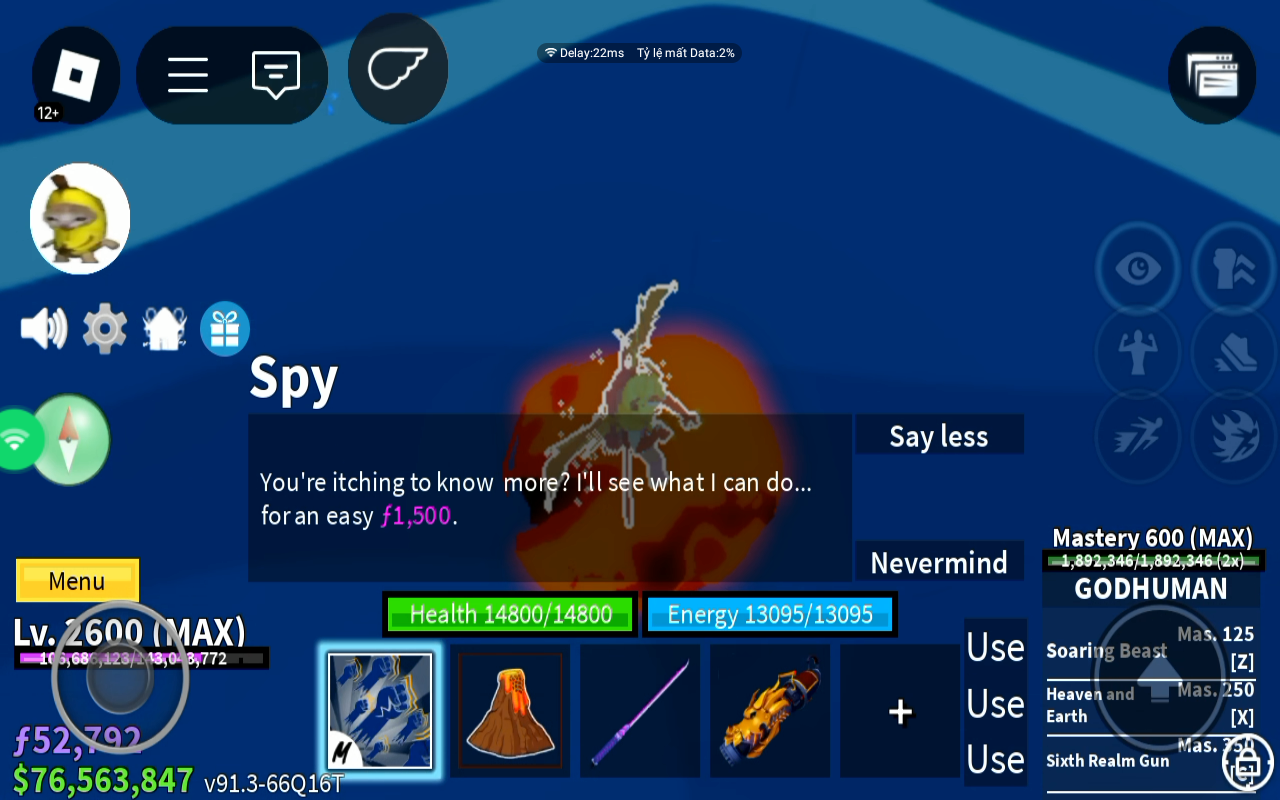 Delay:22ms Tỷ lệ mất Data:2%
12+
Spy
You're itching to know more? I'll see what I can do...
for an easy ƒ1,500.
Say less
Nevermind
Menu
Lv. 2600 (MAX)
Health 14800/14800
Energy 13095/13095
Mastery 600 (MAX)
1,892,346/1,892,346 (2x)
GODHUMAN
Mas. 125
Soaring Beast
[Z]
Mas. 250
Heaven and
Earth
[X]
Sixth Realm Gun
Use
Use
Use
+
M
ƒ52,792
$76,563,847
v91.3-66Q16T